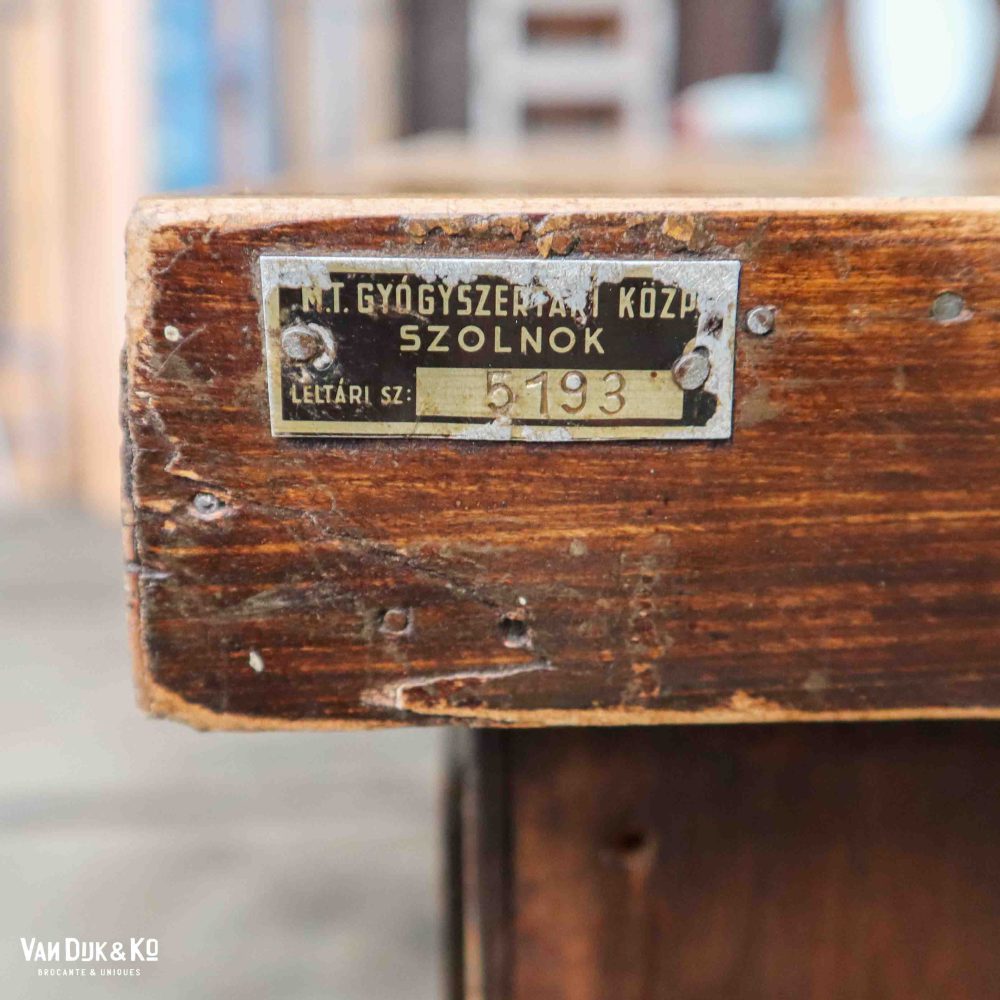 M.T. GYÓGYSZERTÁRI KÖZP.
SZOLNOK
LELTÁRI SZ: 5193
VAN DIJK & KO
BROCANTE & UNIQUES